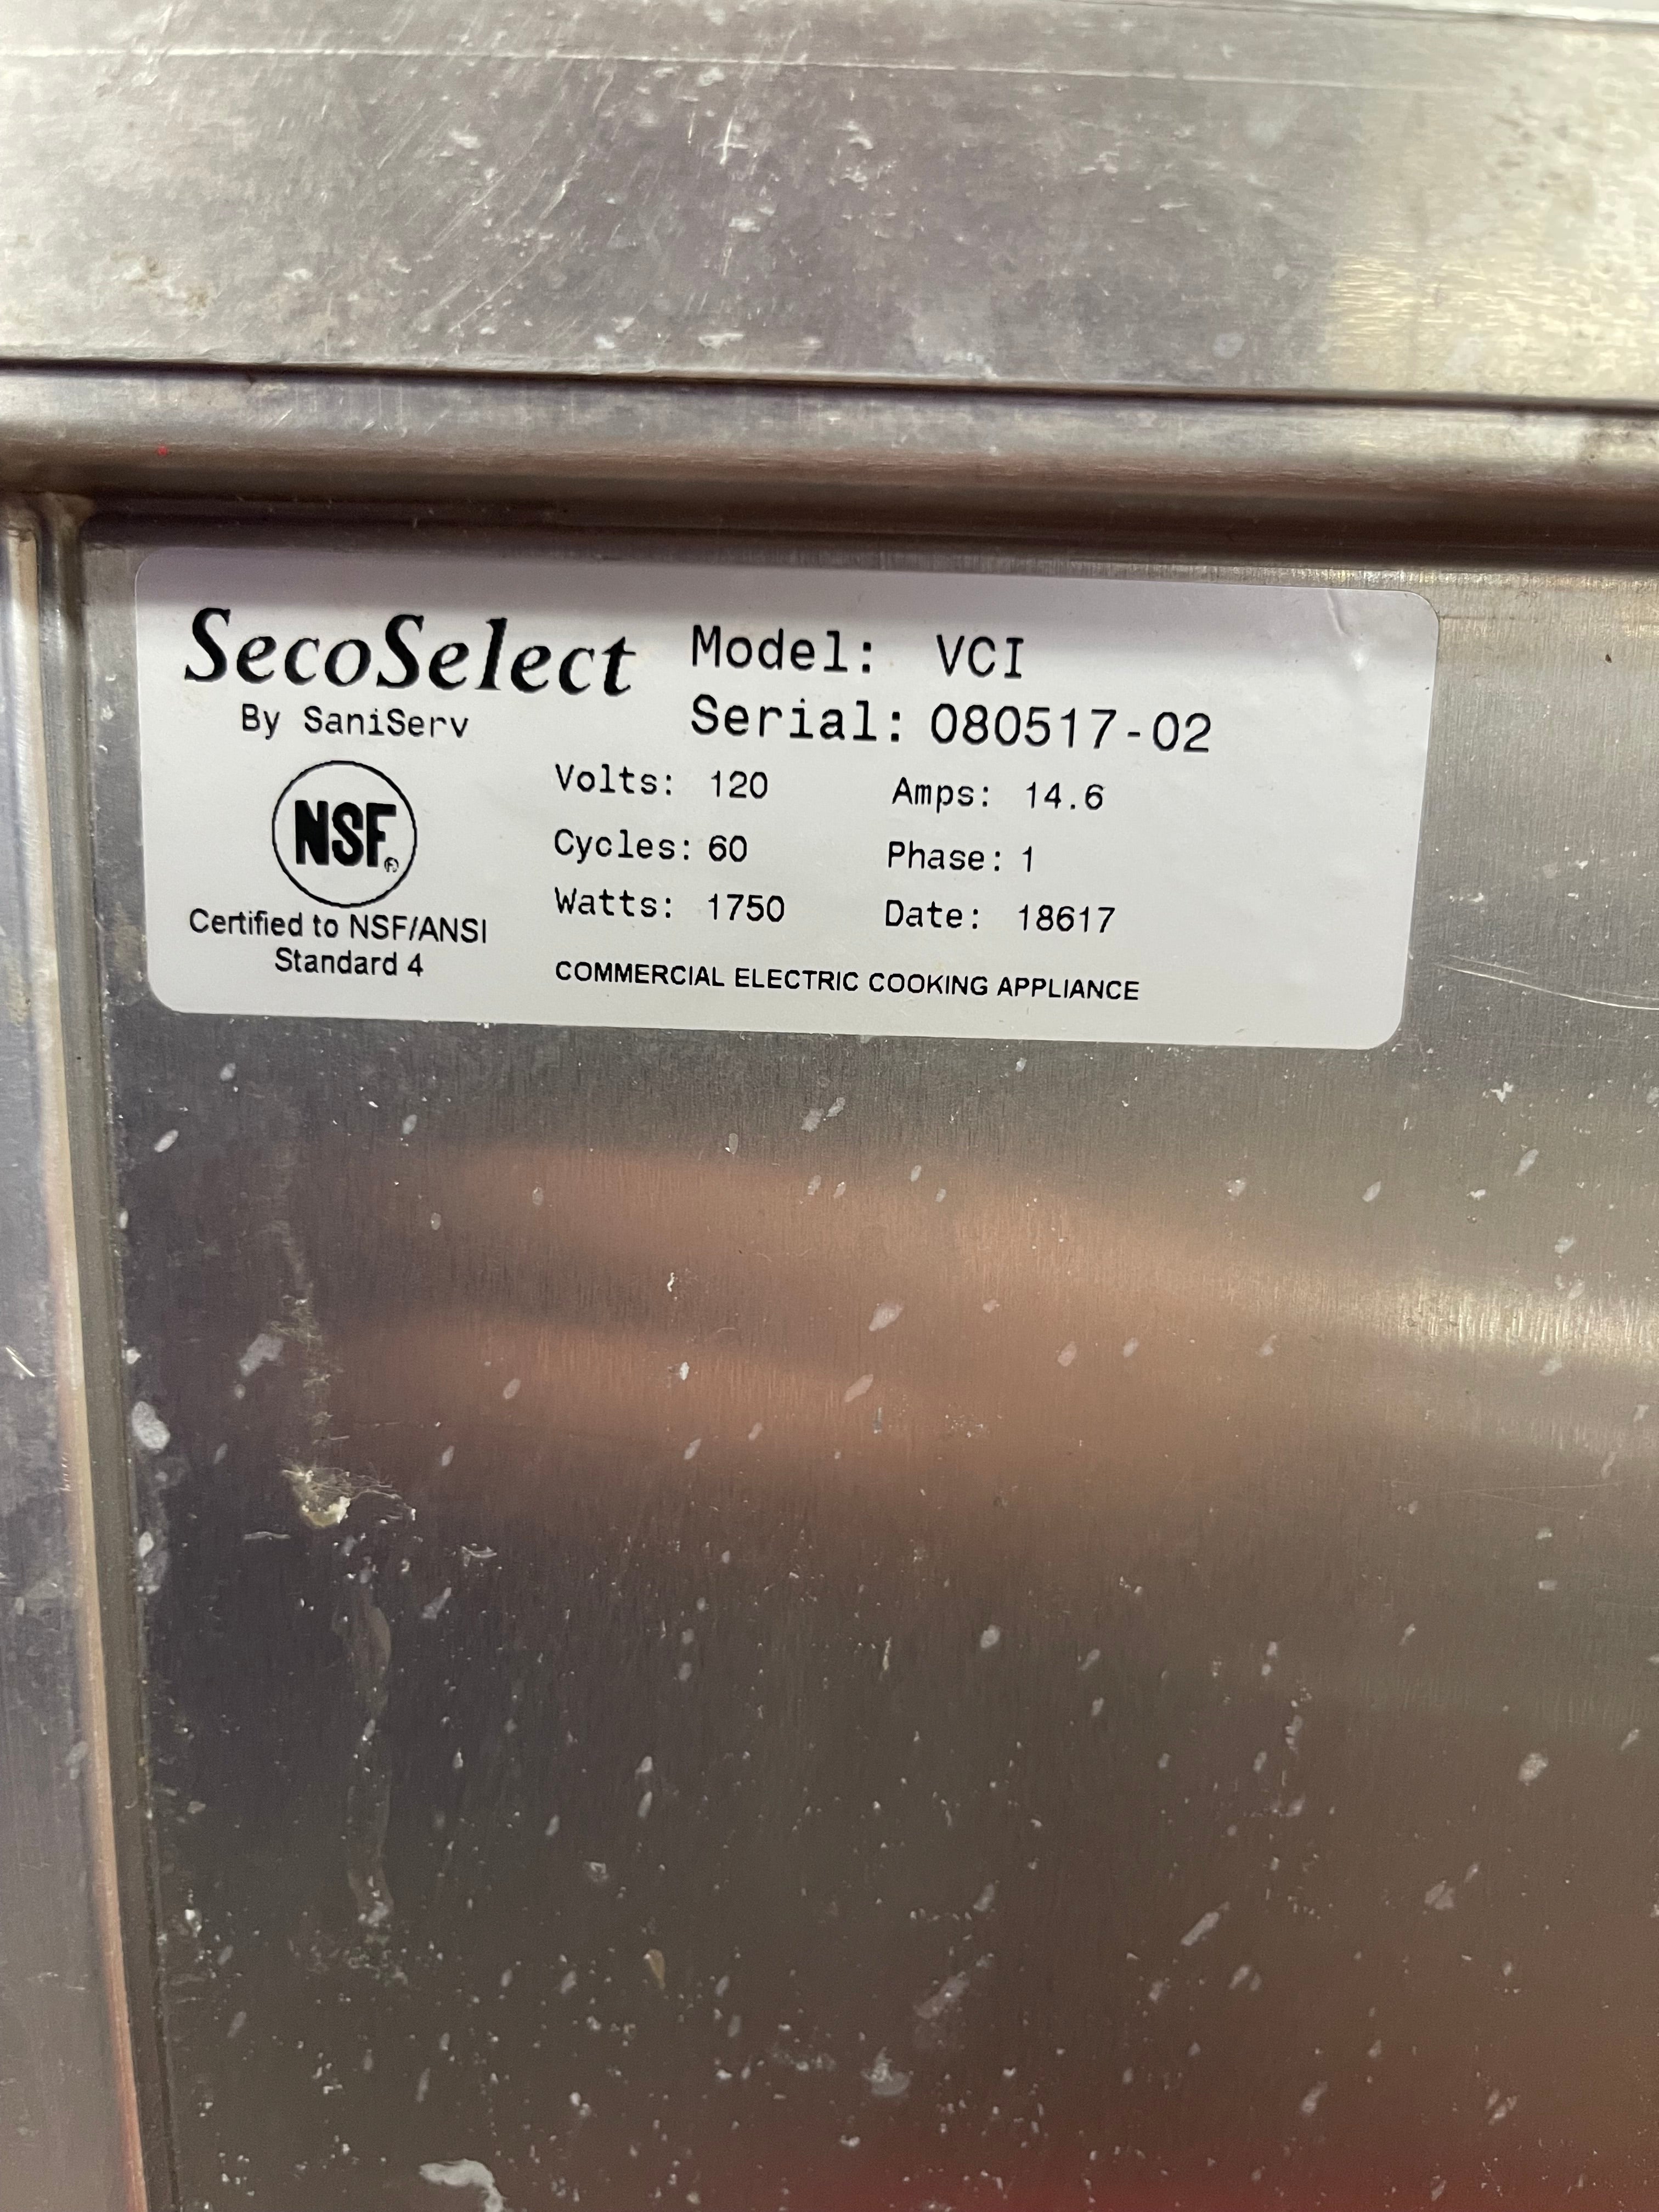 SecoSelect
By SaniServ
NSF®
Certified to NSF/ANSI
Standard 4
Model: VCI
Serial: 080517-02
Volts: 120 Amps: 14.6
Cycles: 60 Phase: 1
Watts: 1750 Date: 18617
COMMERCIAL ELECTRIC COOKING APPLIANCE